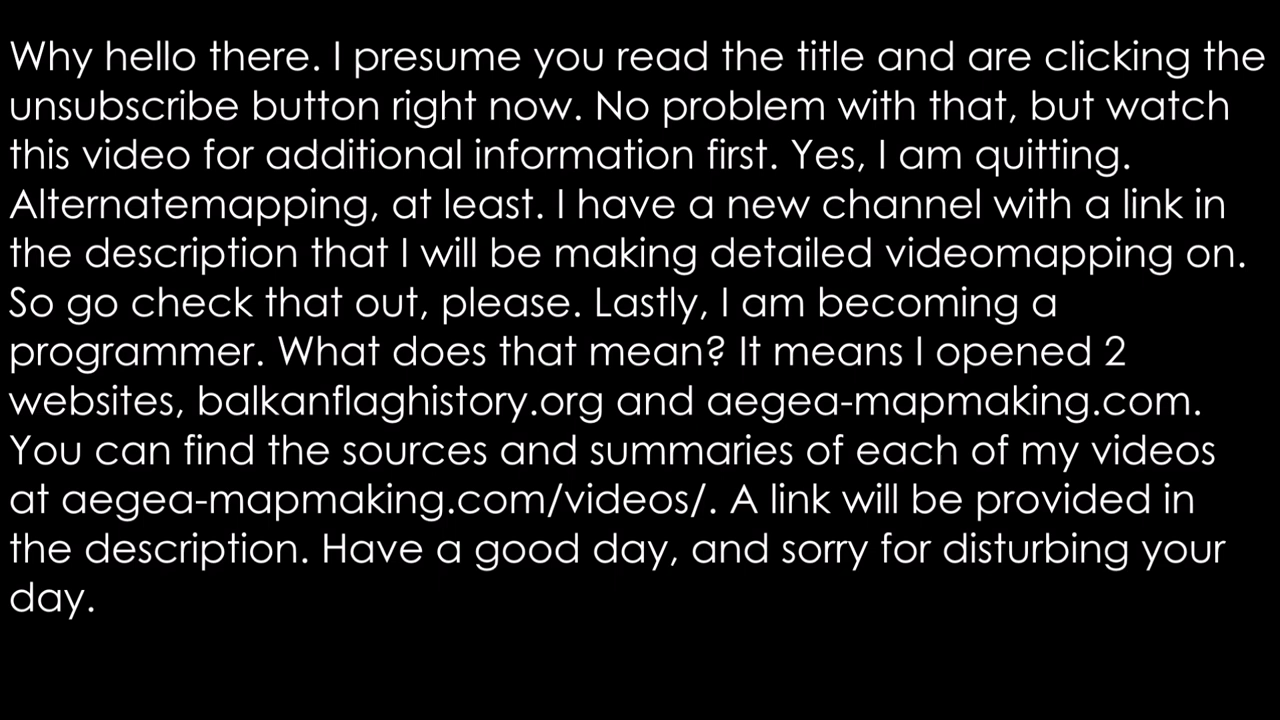 Why hello there. I presume you read the title and are clicking the
unsubscribe button right now. No problem with that, but watch
this video for additional information first. Yes, I am quitting.
Alternatemapping, at least. I have a new channel with a link in
the description that I will be making detailed videomapping on.
So go check that out, please. Lastly, I am becoming a
programmer. What does that mean? It means I opened 2
websites, balkanflaghistory.org and aegea-mapmaking.com.
You can find the sources and summaries of each of my videos
at aegea-mapmaking.com/videos/. A link will be provided in
the description. Have a good day, and sorry for disturbing your
day.